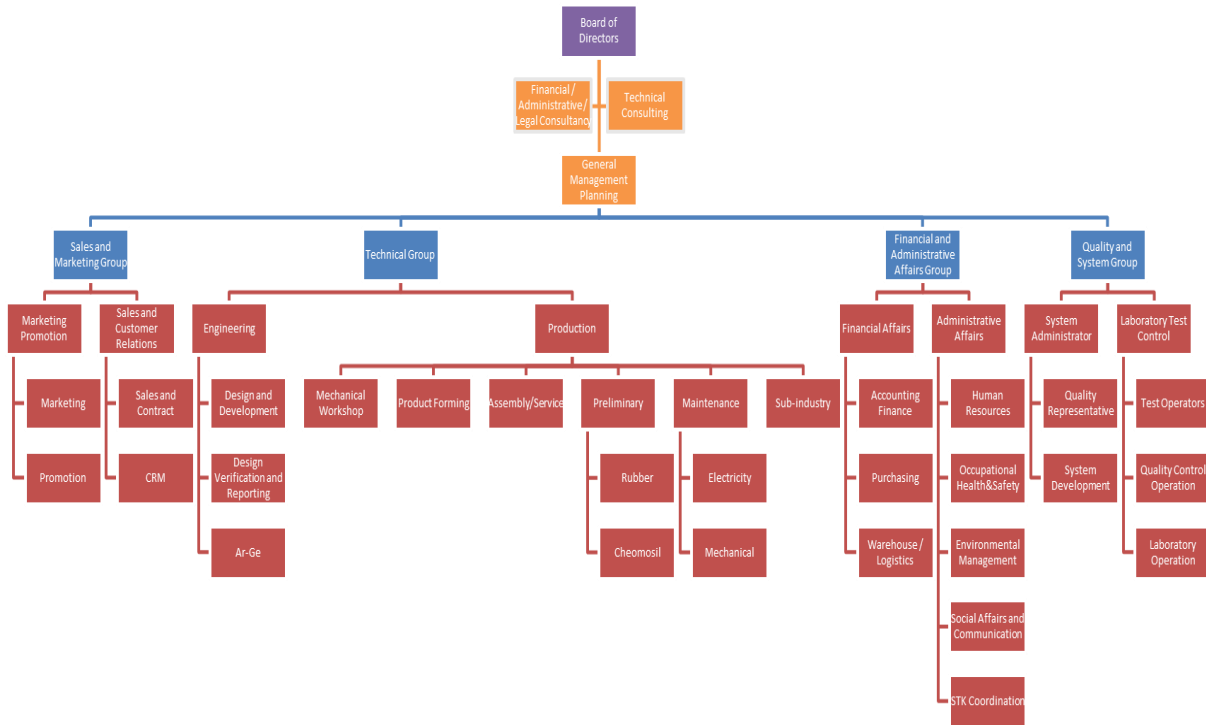 Board of
Directors
Financial /
Administrative/
Legal Consultancy
Technical
Consulting
General
Management
Planning
Sales and
Marketing Group
Technical Group
Financial and
Administrative
Affairs Group
Quality and
System Group
Marketing
Promotion
Sales and
Customer
Relations
Engineering
Production
Financial Affairs
Administrative
Affairs
System
Administrator
Laboratory Test
Control
Marketing
Sales and
Contract
Design and
Development
Mechanical
Workshop
Product Forming
Assembly/Service
Preliminary
Maintenance
Sub-industry
Accounting
Finance
Human
Resources
Quality
Representative
Test Operators
Promotion
CRM
Design
Verification and
Reporting
Rubber
Electricity
Purchasing
Occupational
Health&Safety
System
Development
Quality Control
Operation
Ar-Ge
Cheomosil
Mechanical
Warehouse /
Logistics
Environmental
Management
Laboratory
Operation
Social Affairs and
Communication
STK Coordination